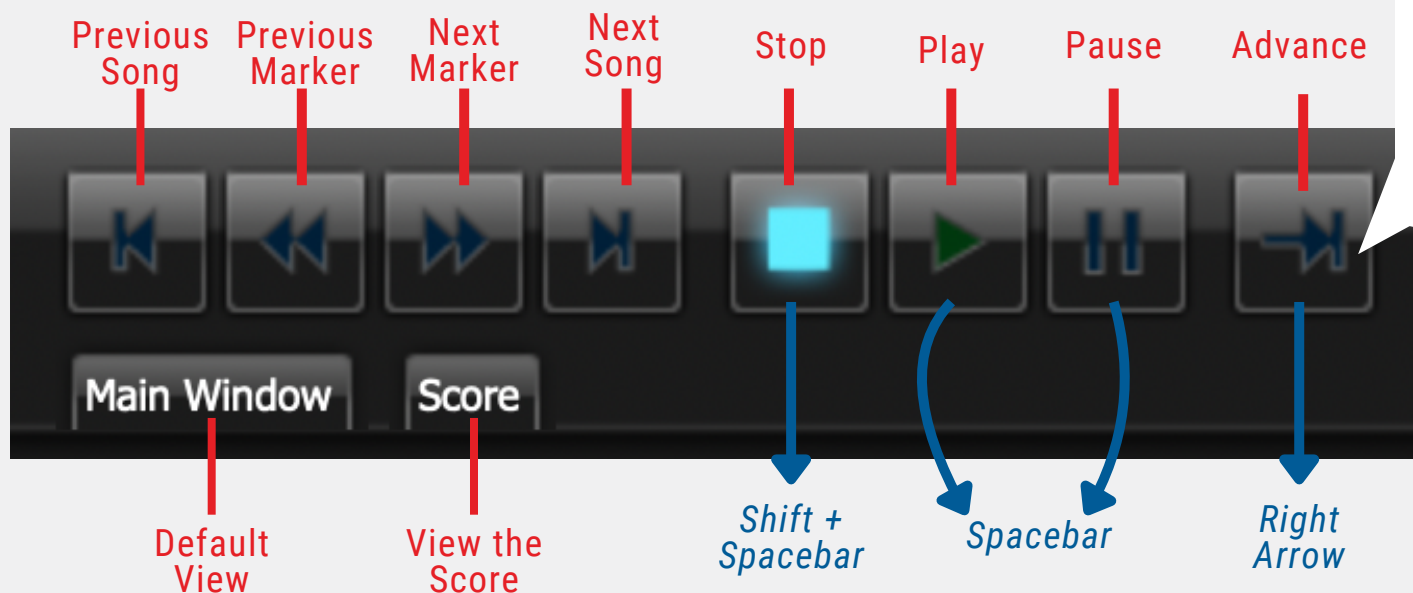 Previous
Song
Previous
Marker
Next
Marker
Next
Song
Stop
Play
Pause
Advance
Main Window
Score
Default
View
View the
Score
Shift +
Spacebar
Spacebar
Right
Arrow